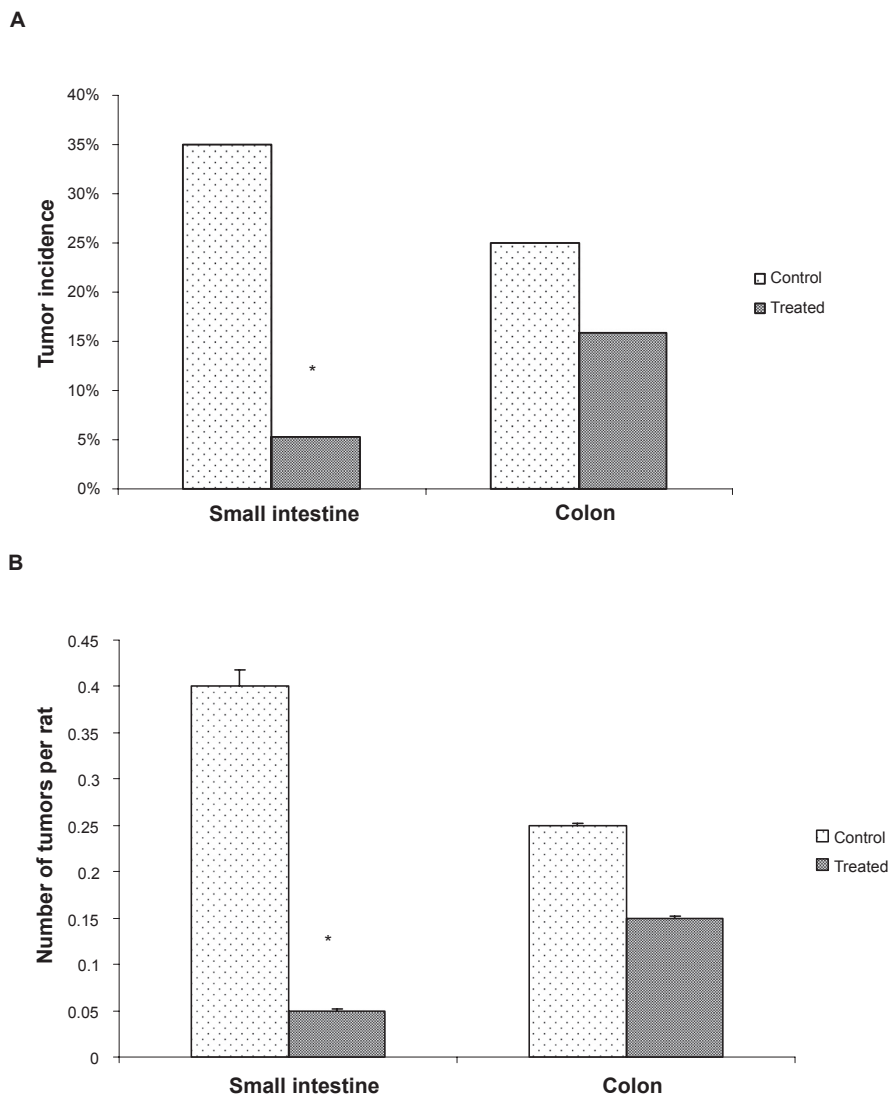 A
Tumor incidence
40%
35%
30%
25%
20%
15%
10%
5%
0%
*
Small intestine
Colon
Control
Treated
B
Number of tumors per rat
0.45
0.4
0.35
0.3
0.25
0.2
0.15
0.1
0.05
0
*
Small intestine
Colon
Control
Treated